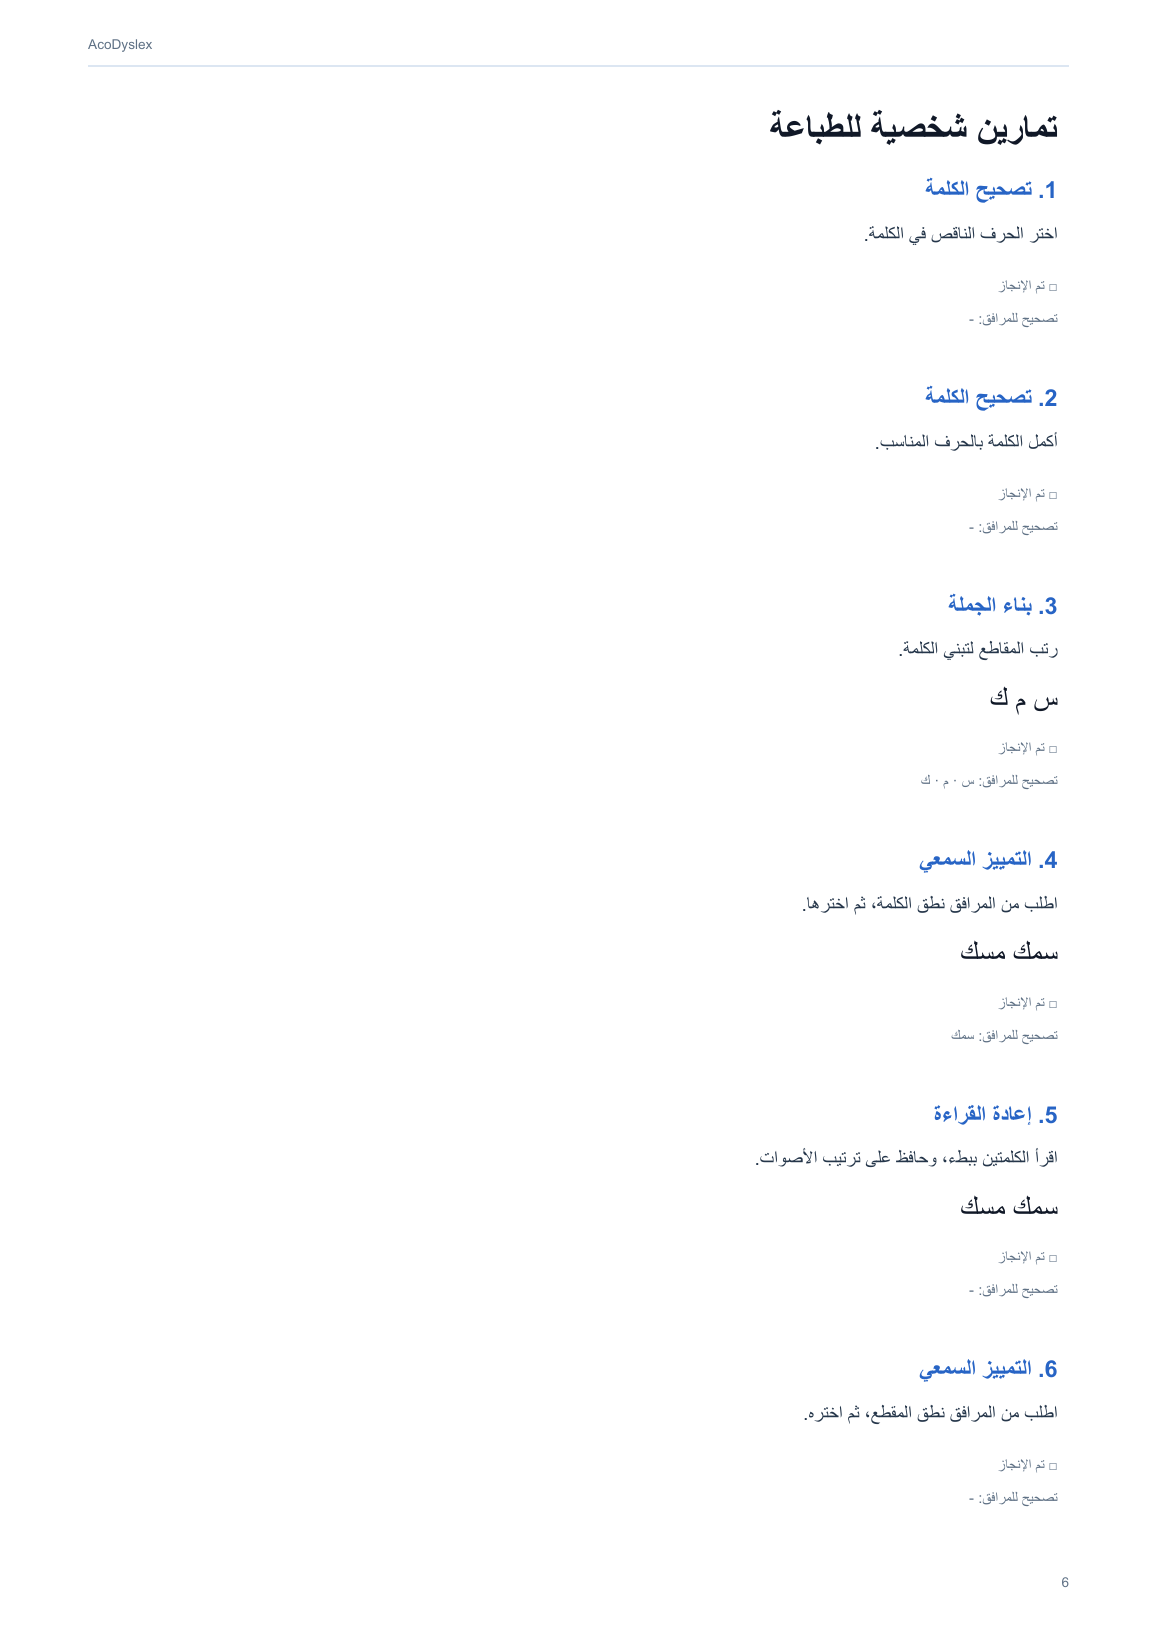 AcoDyslex
تمارين شخصية للطباعة
1. تصحيح الكلمة
اختر الحرف الناقص في الكلمة.
□ تم الإنجاز
تصحيح للمرافق: -
2. تصحيح الكلمة
أكمل الكلمة بالحرف المناسب.
□ تم الإنجاز
تصحيح للمرافق: -
3. بناء الجملة
رتب المقاطع لتبني الكلمة.
س م ك
□ تم الإنجاز
تصحيح للمرافق: س · م · ك
4. التمييز السمعي
اطلب من المرافق نطق الكلمة، ثم اخترها.
سمك مسك
□ تم الإنجاز
تصحيح للمرافق: سمك
5. إعادة القراءة
اقرأ الكلمتين ببطء، وحافظ على ترتيب الأصوات.
سمك مسك
□ تم الإنجاز
تصحيح للمرافق: -
6. التمييز السمعي
اطلب من المرافق نطق المقطع، ثم اختره.
□ تم الإنجاز
تصحيح للمرافق: -
6